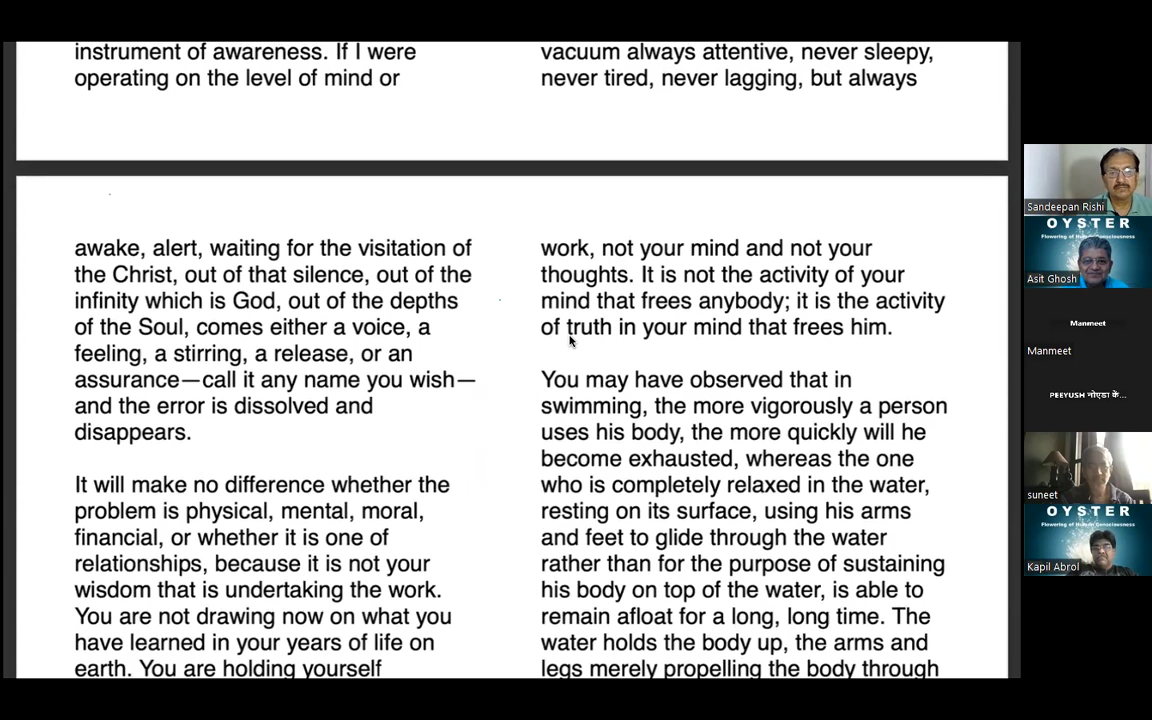 instrument of awareness. If I were
operating on the level of mind or
vacuum always attentive, never sleepy,
never tired, never lagging, but always
awake, alert, waiting for the visitation of
the Christ, out of that silence, out of the
infinity which is God, out of the depths
of the Soul, comes either a voice, a
feeling, a stirring, a release, or an
assurance—call it any name you wish—
and the error is dissolved and
disappears.
It will make no difference whether the
problem is physical, mental, moral,
financial, or whether it is one of
relationships, because it is not your
wisdom that is undertaking the work.
You are not drawing now on what you
have learned in your years of life on
earth. You are holding yourself
work, not your mind and not your
thoughts. It is not the activity of your
mind that frees anybody; it is the activity
of truth in your mind that frees him.
You may have observed that in
swimming, the more vigorously a person
uses his body, the more quickly will he
become exhausted, whereas the one
who is completely relaxed in the water,
resting on its surface, using his arms
and feet to glide through the water
rather than for the purpose of sustaining
his body on top of the water, is able to
remain afloat for a long, long time. The
water holds the body up, the arms and
legs merely propelling the body through
Sandeepan Rishi
OYSTER
Flowering of Human Consciousness
Asit Ghosh
Manmeet
Manmeet
PEEYUSH नोएडा के...
suneet
OYSTER
Flowering of Human Consciousness
Kapil Abrol